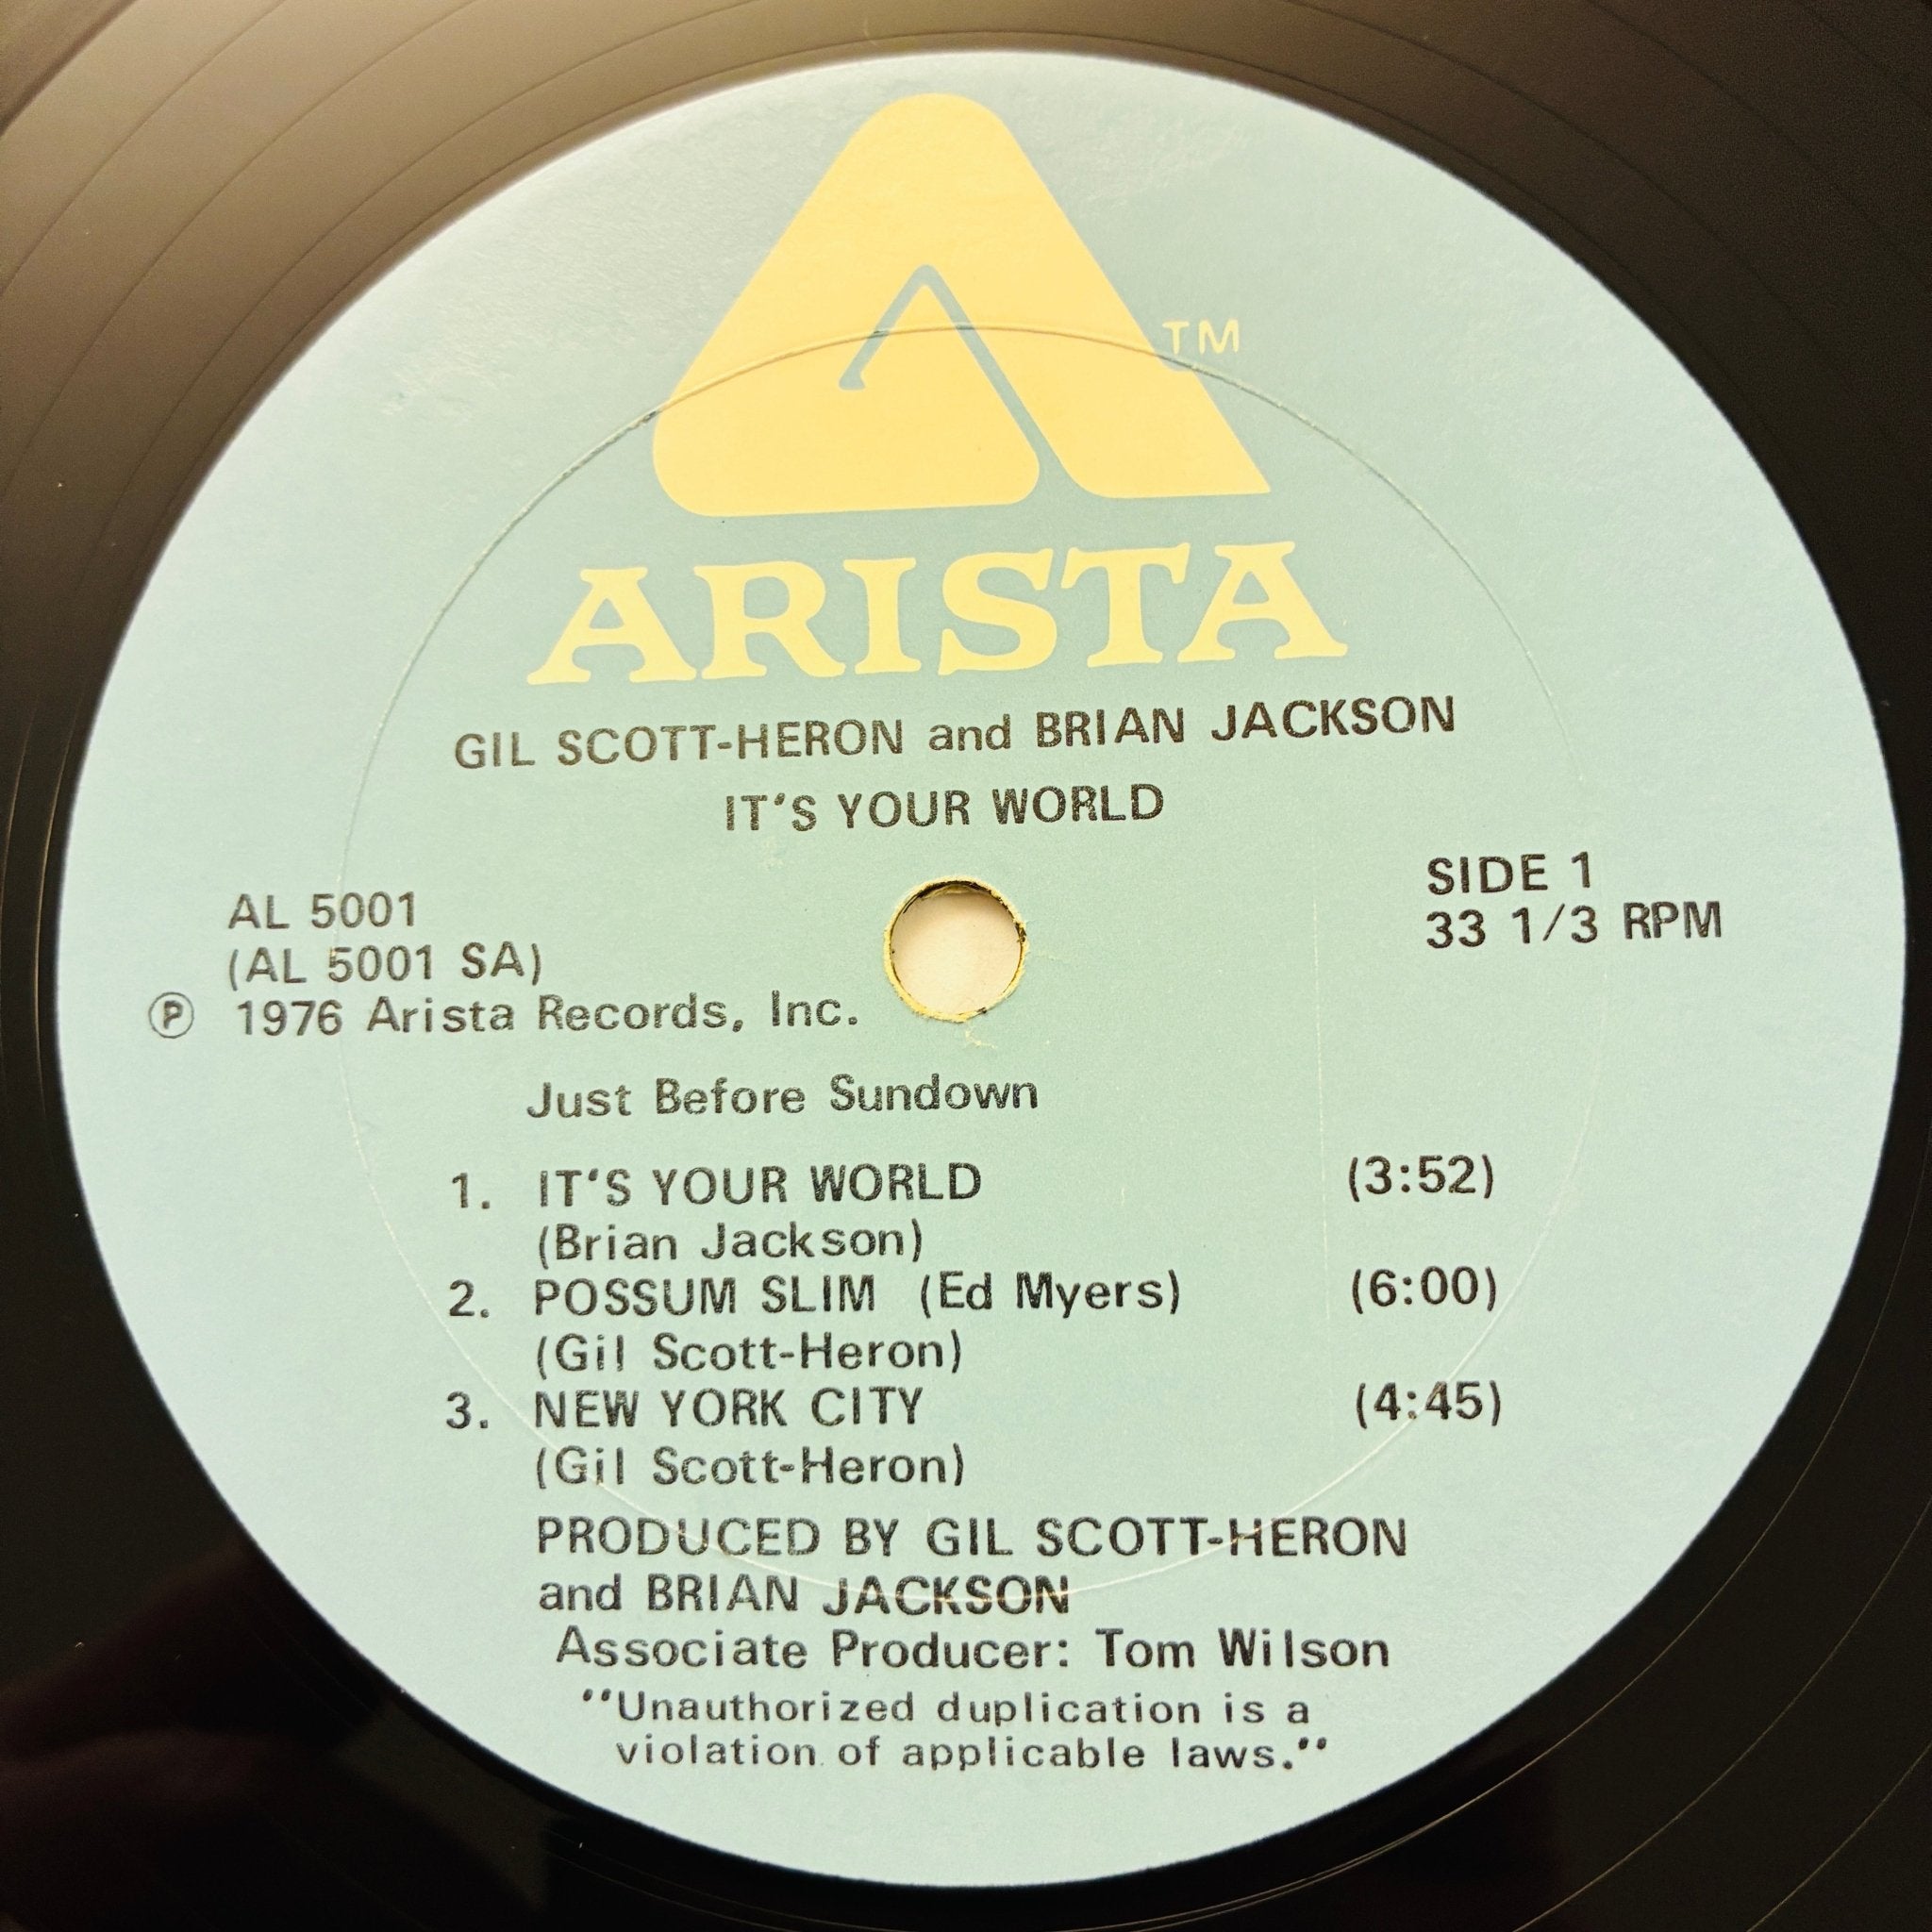 TM
ARISTA
GIL SCOTT-HERON and BRIAN JACKSON
IT'S YOUR WORLD
AL 5001
(AL 5001 SA)
Ⓟ 1976 Arista Records, Inc.
SIDE 1
33 1/3 RPM
Just Before Sundown
1. IT'S YOUR WORLD (3:52)
(Brian Jackson)
2. POSSUM SLIM (Ed Myers) (6:00)
(Gil Scott-Heron)
3. NEW YORK CITY (4:45)
(Gil Scott-Heron)
PRODUCED BY GIL SCOTT-HERON
and BRIAN JACKSON
Associate Producer: Tom Wilson
"Unauthorized duplication is a
violation of applicable laws."